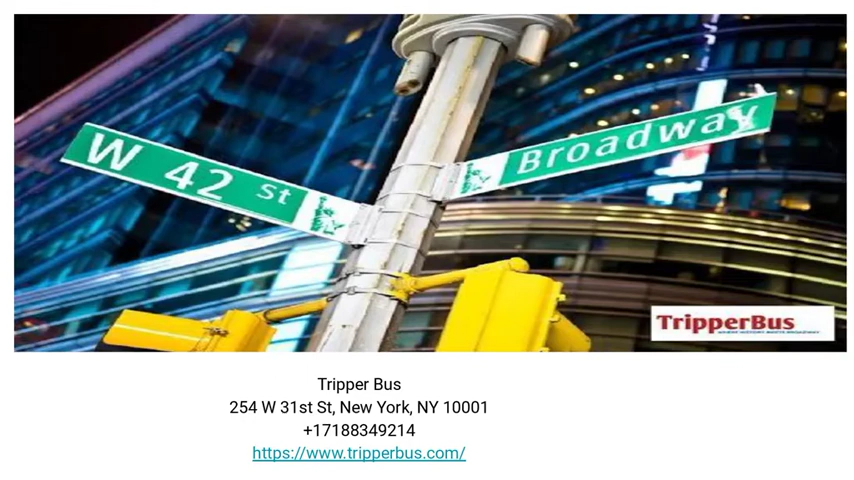 W 42 St
Broadway
TripperBus
Tripper Bus
254 W 31st St, New York, NY 10001
+17188349214
https://www.tripperbus.com/